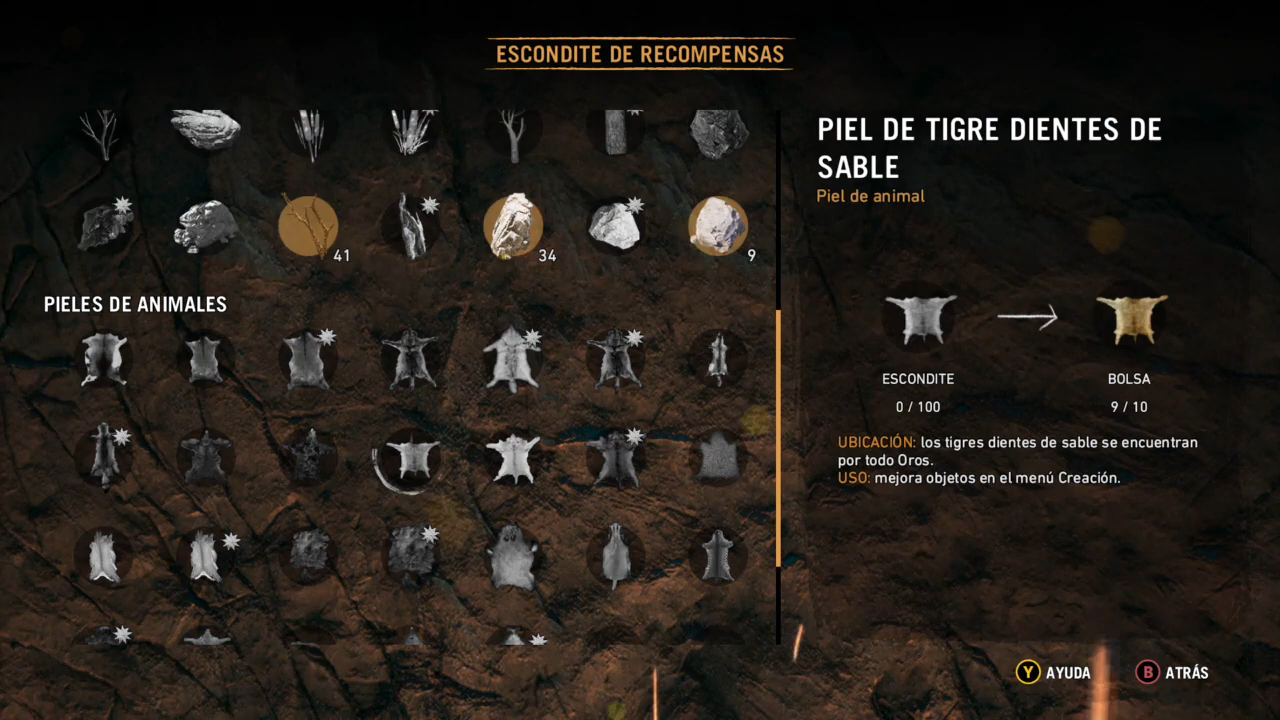 ESCONDITE DE RECOMPENSAS
41
34
9
PIELES DE ANIMALES
PIEL DE TIGRE DIENTES DE
SABLE
Piel de animal
ESCONDITE
BOLSA
0 / 100
9 / 10
UBICACIÓN: los tigres dientes de sable se encuentran
por todo Oros.
USO: mejora objetos en el menú Creación.
Y AYUDA
B ATRÁS